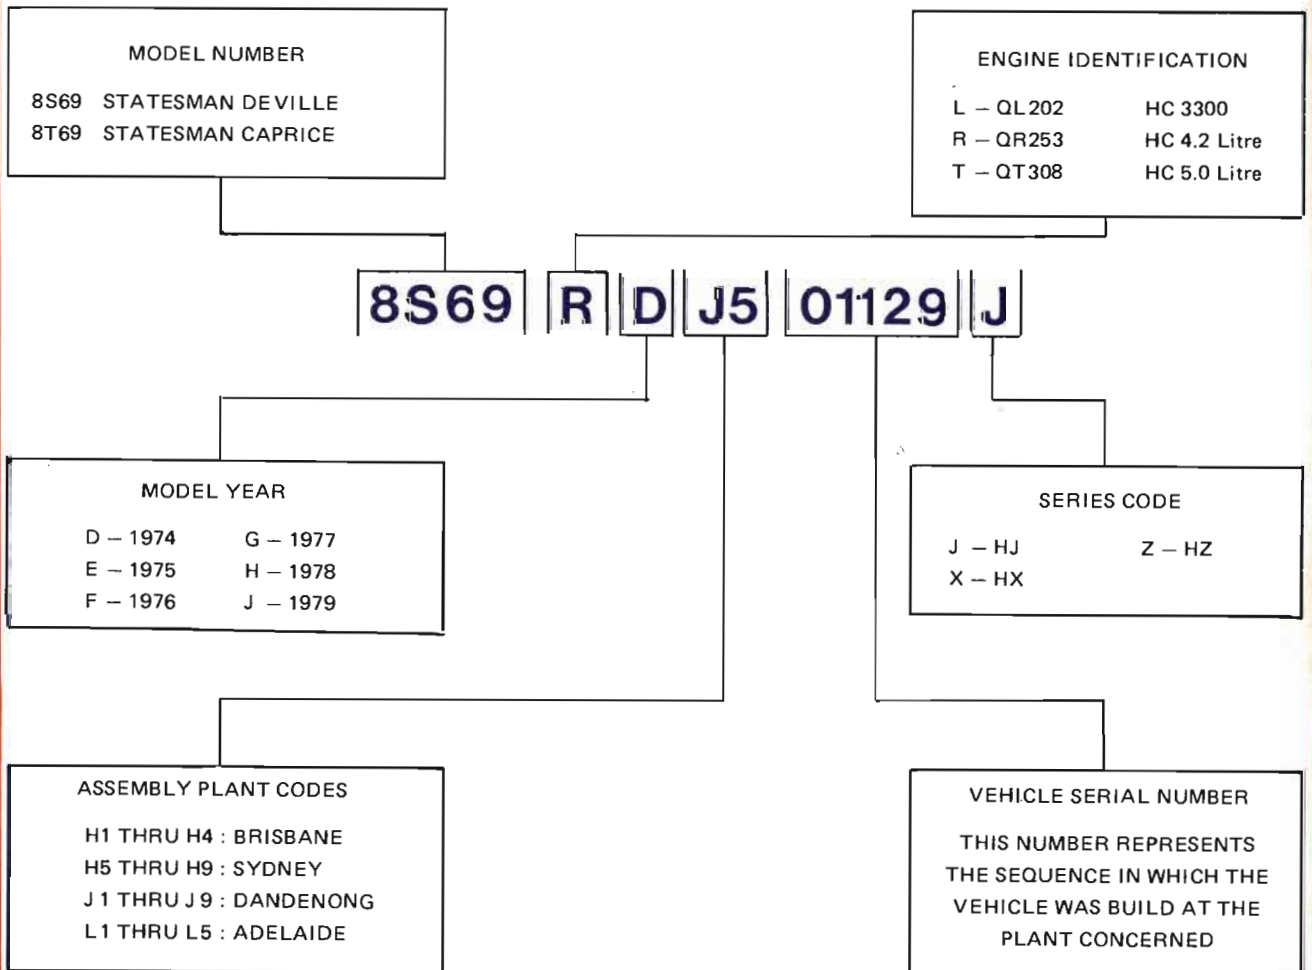 MODEL NUMBER
8S69 STATESMAN DEVILLE
8T69 STATESMAN CAPRICE
ENGINE IDENTIFICATION
L – QL202 HC 3300
R – QR253 HC 4.2 Litre
T – QT308 HC 5.0 Litre
8S69 R D J5 01129 J
MODEL YEAR
D – 1974 G – 1977
E – 1975 H – 1978
F – 1976 J – 1979
SERIES CODE
J – HJ Z – HZ
X – HX
ASSEMBLY PLANT CODES
H1 THRU H4 : BRISBANE
H5 THRU H9 : SYDNEY
J1 THRU J9 : DANDENONG
L1 THRU L5 : ADELAIDE
VEHICLE SERIAL NUMBER
THIS NUMBER REPRESENTS
THE SEQUENCE IN WHICH THE
VEHICLE WAS BUILD AT THE
PLANT CONCERNED